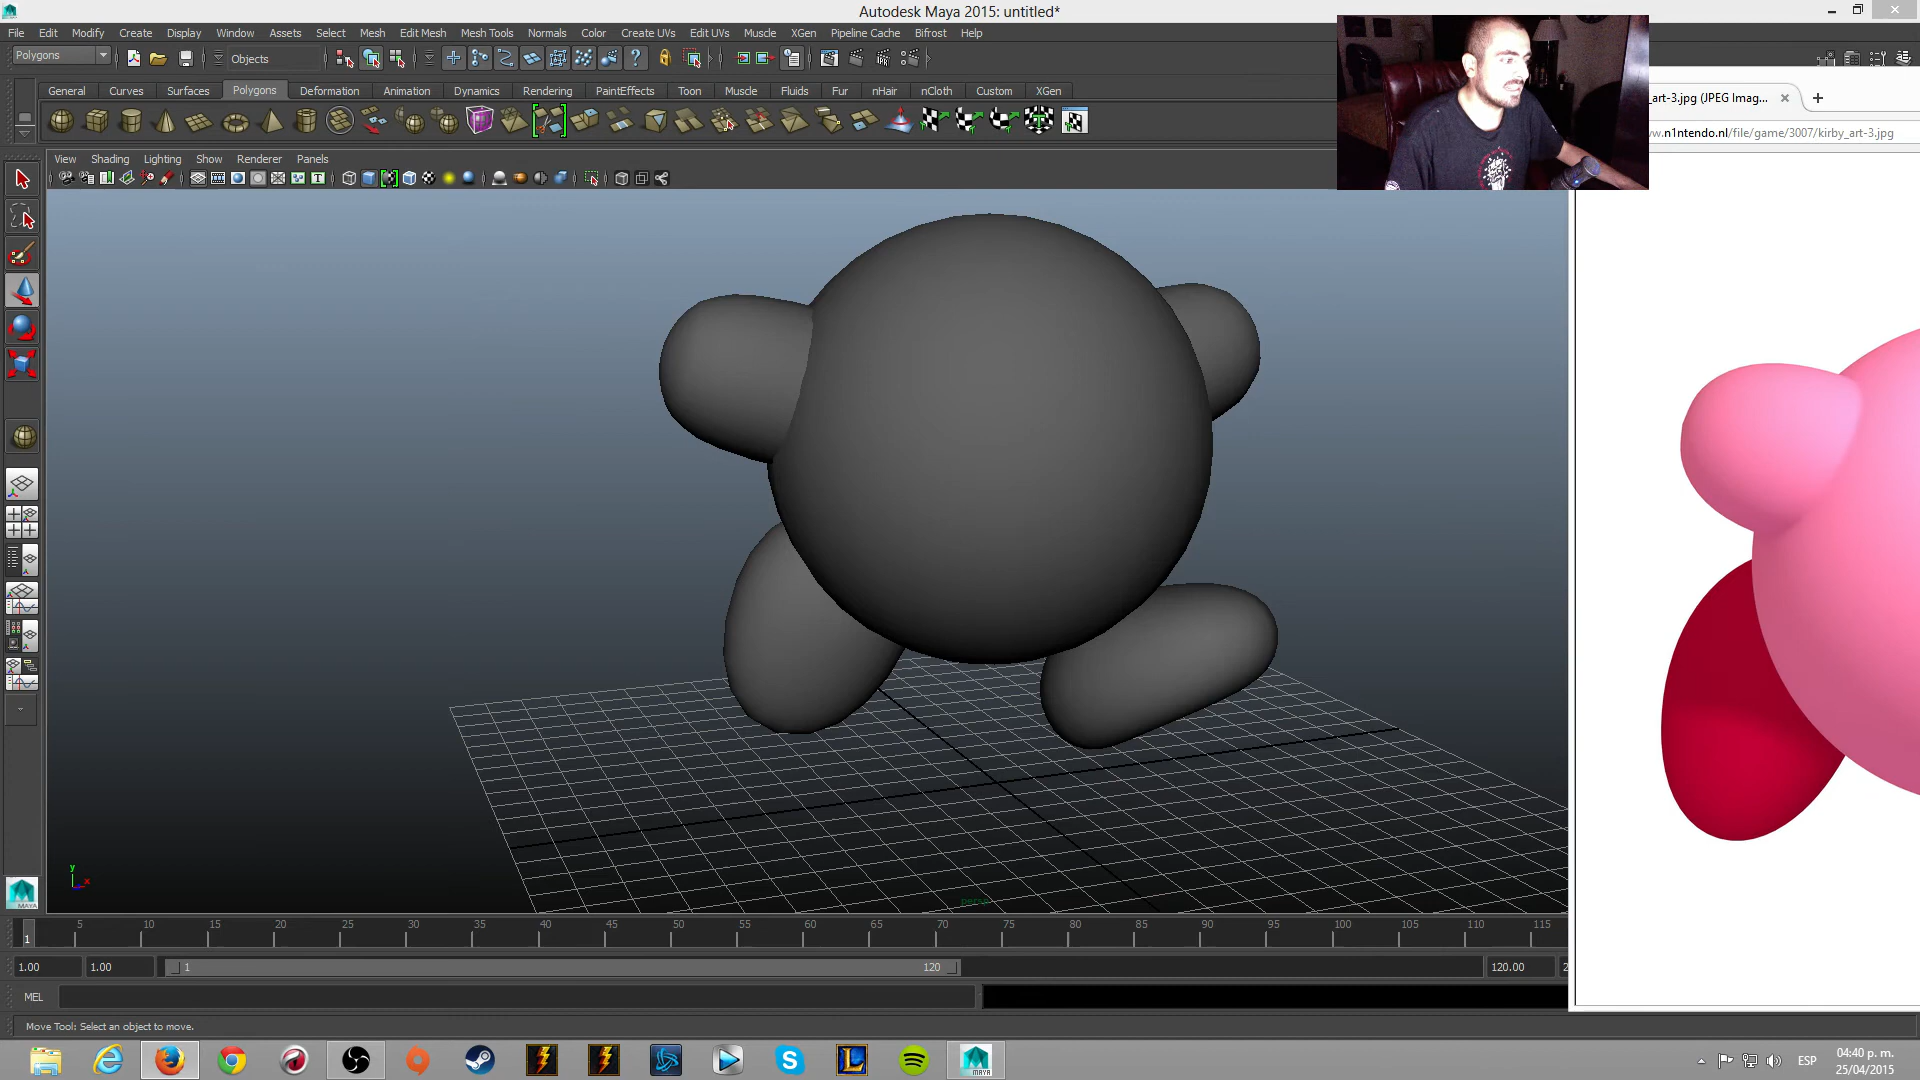 Autodesk Maya 2015: untitled*
File Edit Modify Create Display Window Assets Select Mesh Edit Mesh Mesh Tools Normals Color Create UVs Edit UVs Muscle XGen Pipeline Cache Bifrost Help
Polygons Objects
General Curves Surfaces Polygons Deformation Animation Dynamics Rendering PaintEffects Toon Muscle Fluids Fur nHair nCloth Custom XGen
_art-3.jpg (JPEG Imag...
w.n1ntendo.nl/file/game/3007/kirby_art-3.jpg
View Shading Lighting Show Renderer Panels
y
x
persp
5 10 15 20 25 30 35 40 45 50 55 60 65 70 75 80 85 90 95 100 105 110 115
1
1.00 1.00 1 120 120.00 2
MEL
Move Tool: Select an object to move.
MAYA
ESP
04:40 p. m.
25/04/2015